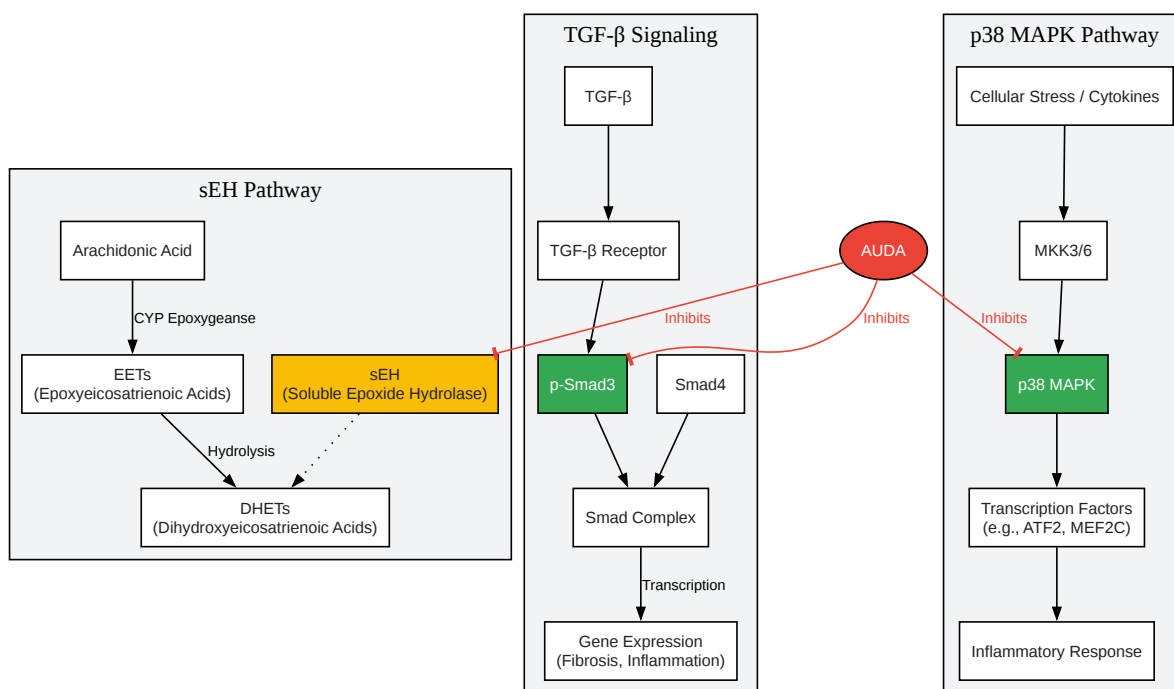 TGF-β Signaling
p38 MAPK Pathway
TGF-β
Cellular Stress / Cytokines
sEH Pathway
Arachidonic Acid
TGF-β Receptor
AUDA
MKK3/6
CYP Epoxygeanse
Inhibits
Inhibits
Inhibits
EETs
(Epoxyeicosatrienoic Acids)
sEH
(Soluble Epoxide Hydrolase)
p-Smad3
Smad4
p38 MAPK
Hydrolysis
DHETs
(Dihydroxyeicosatrienoic Acids)
Smad Complex
Transcription Factors
(e.g., ATF2, MEF2C)
Transcription
Gene Expression
(Fibrosis, Inflammation)
Inflammatory Response